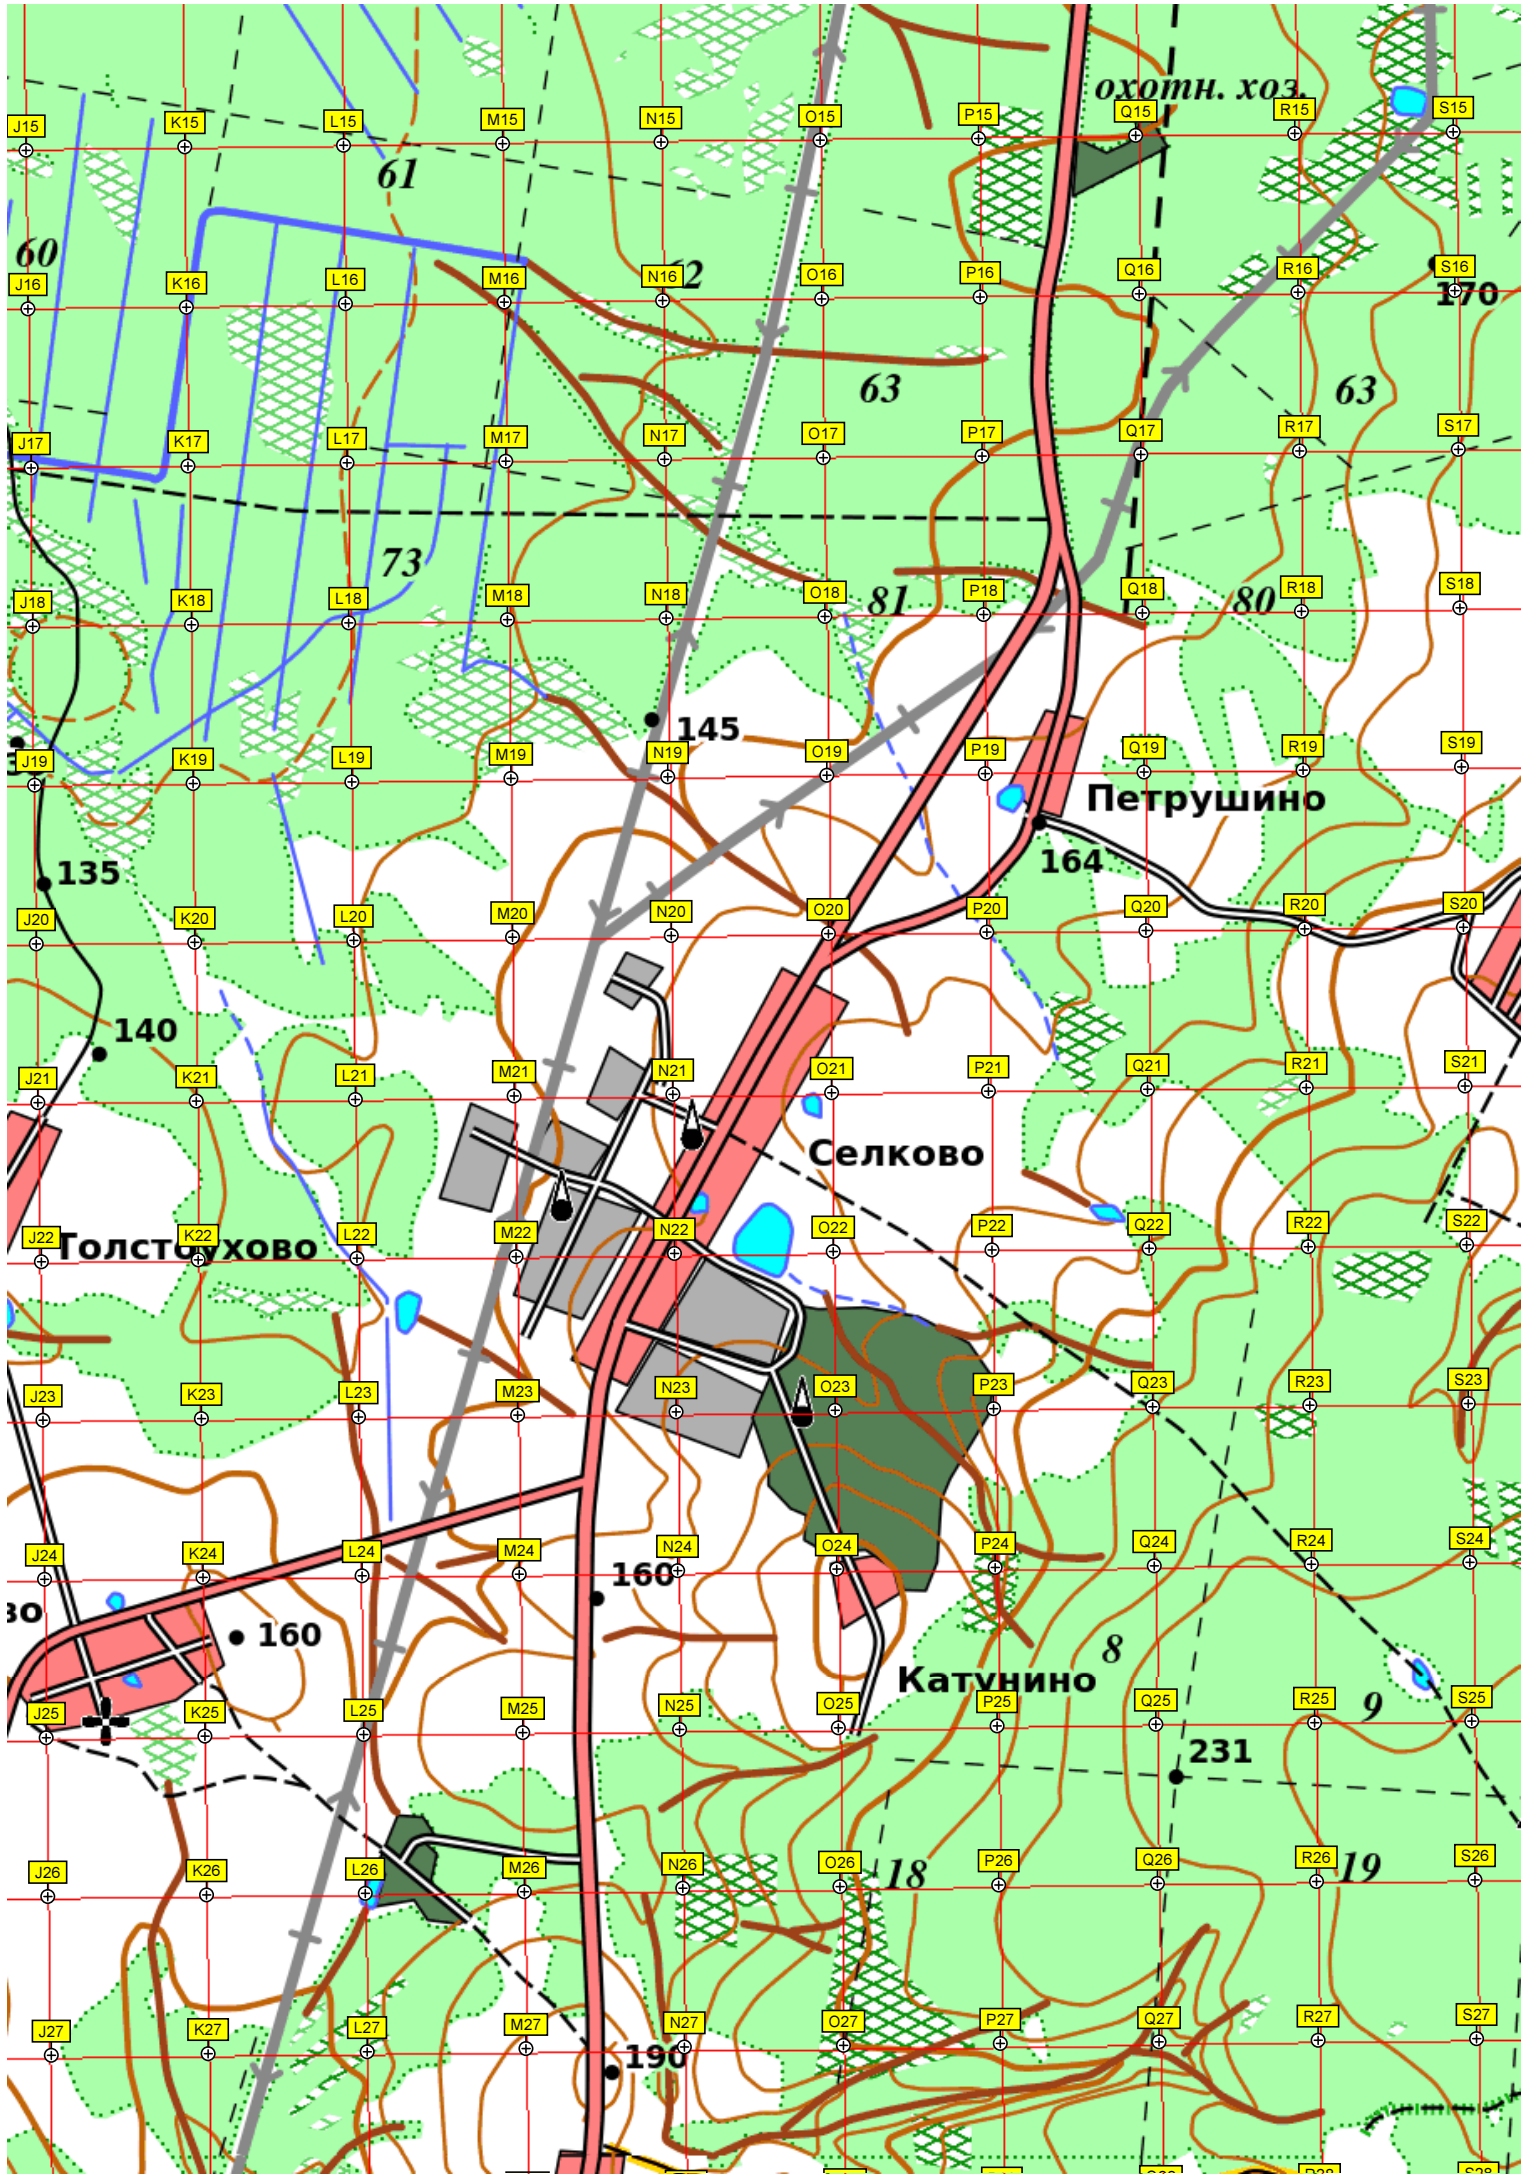 охотн. хоз.
J15 K15 L15 M15 N15 O15 P15 Q15 R15 S15
61
60
J16 K16 L16 M16 N16 O16 P16 Q16 R16 S16
170
63
63
J17 K17 L17 M17 N17 O17 P17 Q17 R17 S17
73
J18 K18 L18 M18 N18 O18 P18 Q18 R18 S18
81
80
145
J19 K19 L19 M19 N19 O19 P19 Q19 R19 S19
Петрушино
164
135
J20 K20 L20 M20 N20 O20 P20 Q20 R20 S20
140
J21 K21 L21 M21 N21 O21 P21 Q21 R21 S21
Селково
J22 K22 L22 M22 N22 O22 P22 Q22 R22 S22
Толстоухово
J23 K23 L23 M23 N23 O23 P23 Q23 R23 S23
J24 K24 L24 M24 N24 O24 P24 Q24 R24 S24
160
во
160
8
Катунино
J25 K25 L25 M25 N25 O25 P25 Q25 R25 S25
9
231
J26 K26 L26 M26 N26 O26 P26 Q26 R26 S26
18
19
J27 K27 L27 M27 N27 O27 P27 Q27 R27 S27
190